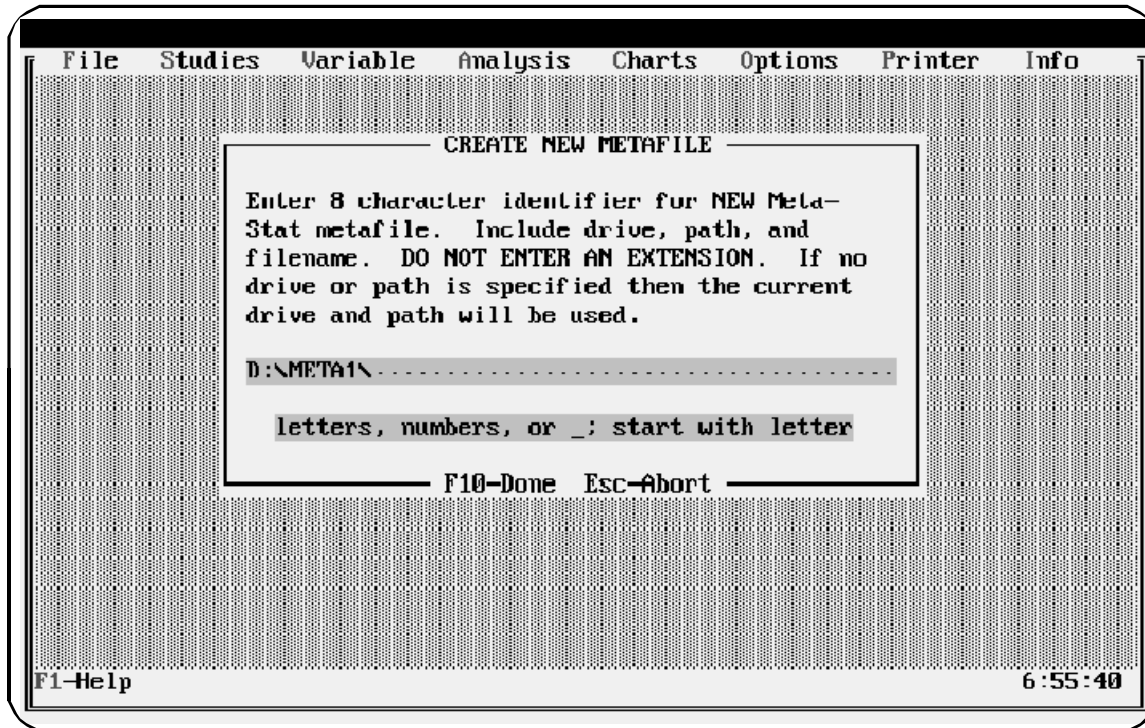 File Studies Variable Analysis Charts Options Printer Info
CREATE NEW METAFILE
Enter 8 character identifier for NEW Meta-
Stat metafile. Include drive, path, and
filename. DO NOT ENTER AN EXTENSION. If no
drive or path is specified then the current
drive and path will be used.
D:\META1\......................................
letters, numbers, or _; start with letter
F10-Done Esc-Abort
F1-Help 6:55:40